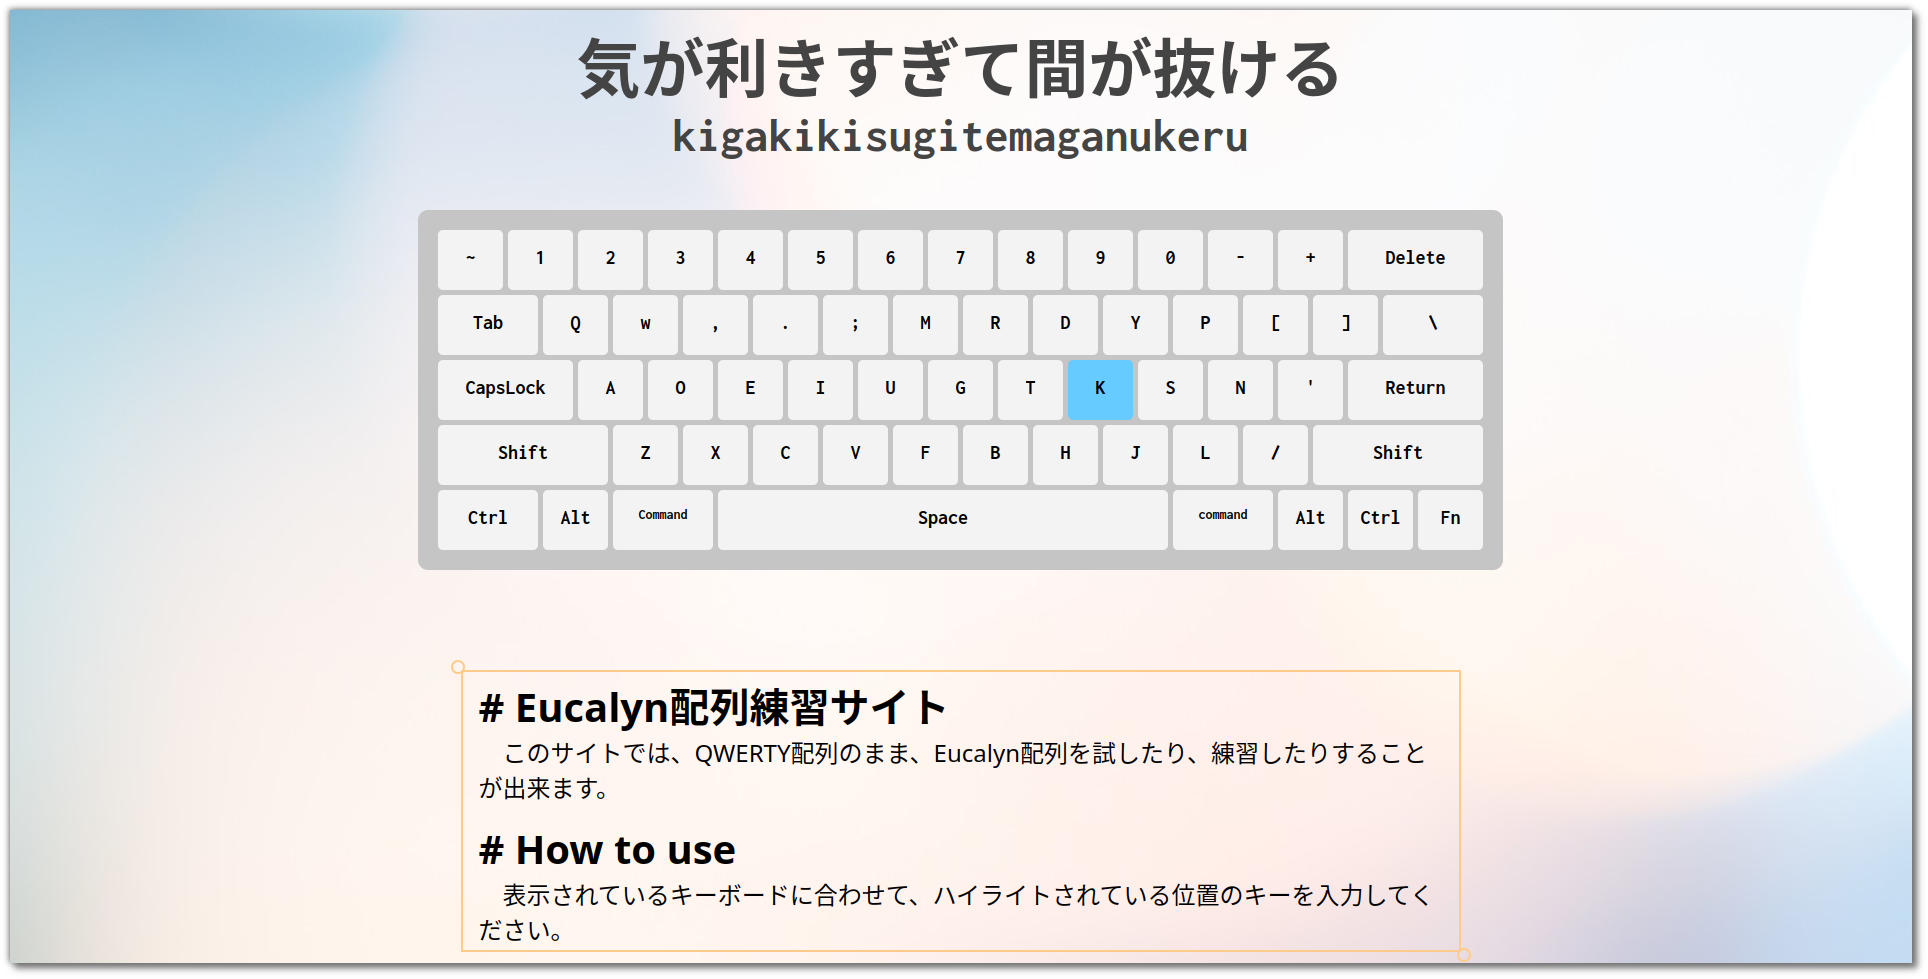 気が利きすぎて間が抜ける
kigakikisugitemaganukeru
~ 1 2 3 4 5 6 7 8 9 0 - + Delete
Tab Q w , . ; M R D Y P [ ] \
CapsLock A O E I U G T K S N ' Return
Shift Z X C V F B H J L / Shift
Ctrl Alt Command Space command Alt Ctrl Fn
# Eucalyn配列練習サイト
このサイトでは、QWERTY配列のまま、Eucalyn配列を試したり、練習したりすること
が出来ます。
# How to use
表示されているキーボードに合わせて、ハイライトされている位置のキーを入力してく
ださい。